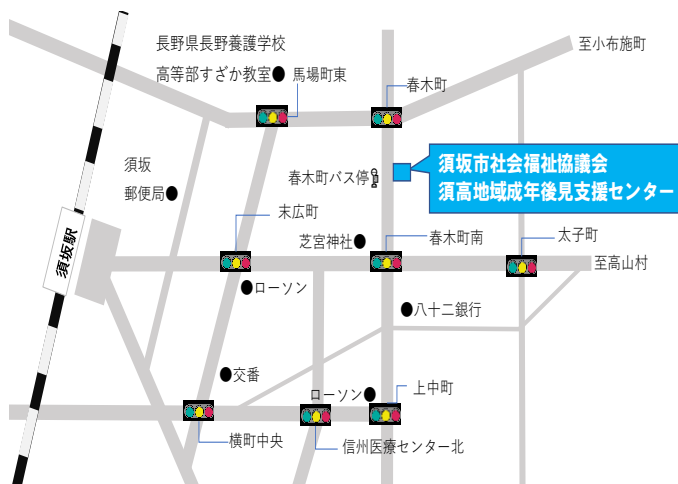 長野県長野養護学校
高等部すざか教室
馬場町東
春木町
至小布施町
須坂
郵便局
春木町バス停
須坂市社会福祉協議会
須高地域成年後見支援センター
末広町
芝宮神社
春木町南
太子町
至高山村
須坂駅
ローソン
八十二銀行
交番
ローソン
上中町
横町中央
信州医療センター北